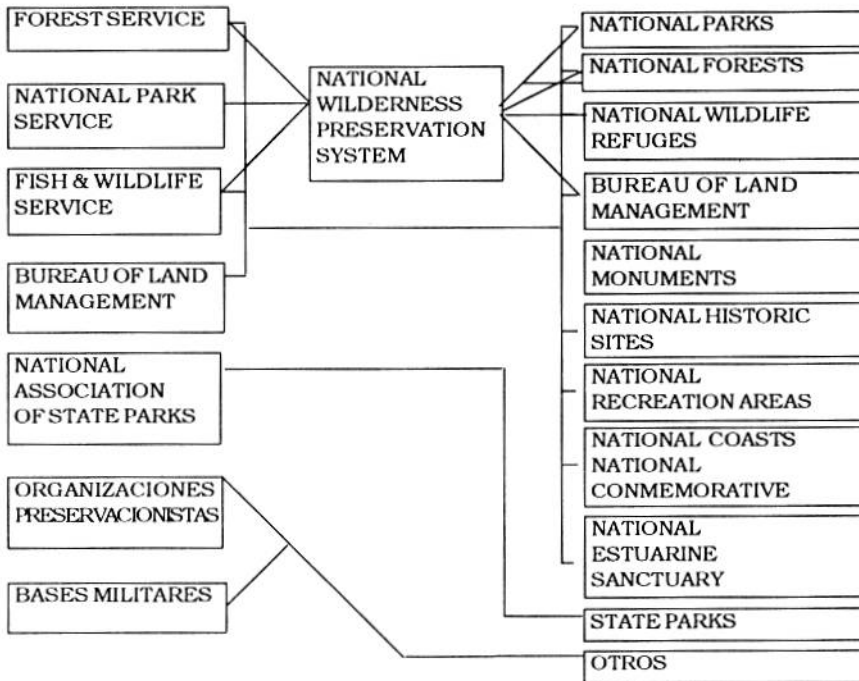 FOREST SERVICE
NATIONAL PARK
SERVICE
FISH & WILDLIFE
SERVICE
BUREAU OF LAND
MANAGEMENT
NATIONAL
ASSOCIATION
OF STATE PARKS
ORGANIZACIONES
PRESERVACIONISTAS
BASES MILITARES
NATIONAL
WILDERNESS
PRESERVATION
SYSTEM
NATIONAL PARKS
NATIONAL FORESTS
NATIONAL WILDLIFE
REFUGES
BUREAU OF LAND
MANAGEMENT
NATIONAL
MONUMENTS
NATIONAL HISTORIC
SITES
NATIONAL
RECREATION AREAS
NATIONAL COASTS
NATIONAL
CONMEMORATIVE
NATIONAL
ESTUARINE
SANCTUARY
STATE PARKS
OTROS